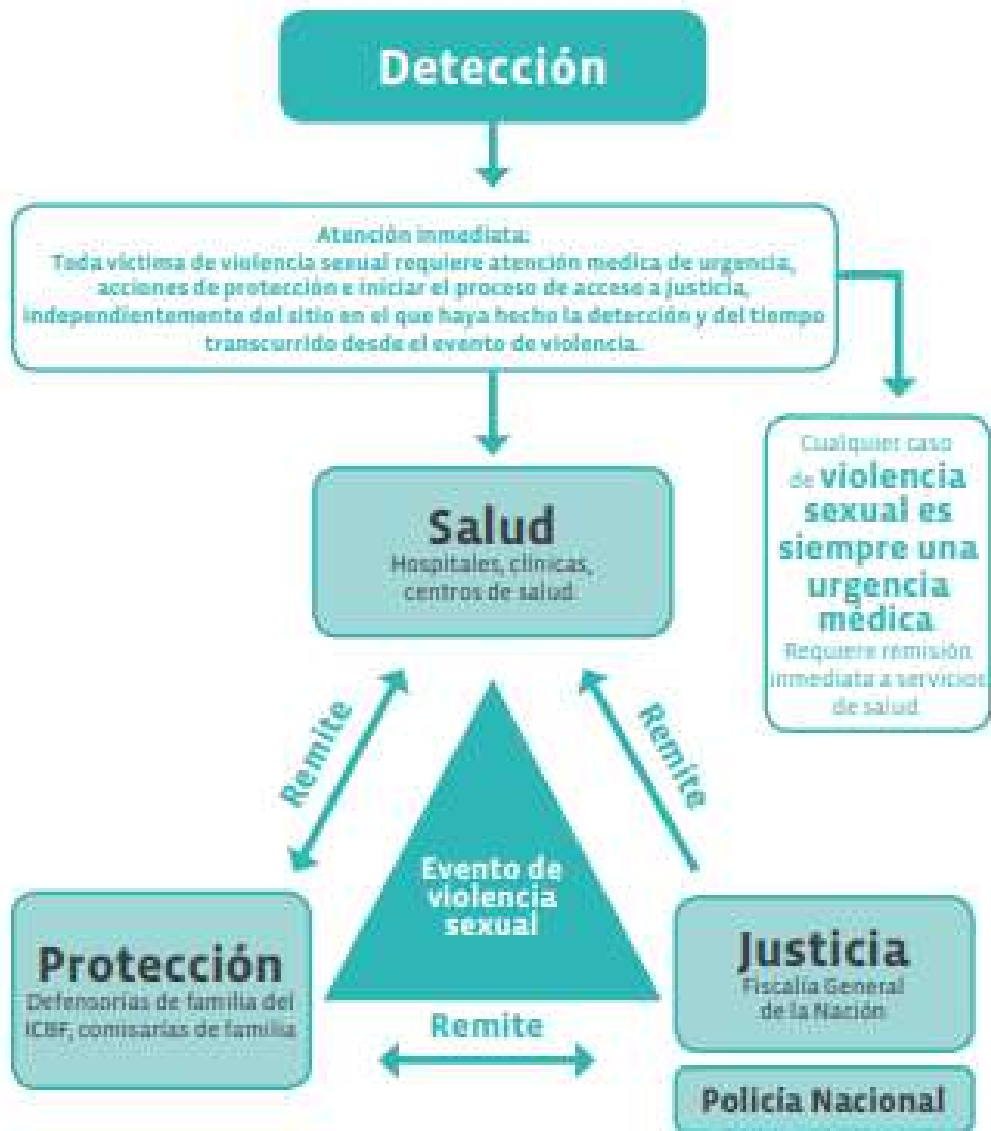 Detección
Atención inmediata:
Toda víctima de violencia sexual requiere atención medica de urgencia,
acciones de protección e iniciar el proceso de acceso a justicia,
independientemente del sitio en el que haya hecho la detección y del tiempo
transcurrido desde el evento de violencia.
Cualquier caso
de violencia
sexual es
siempre una
urgencia
médica
Requiere remisión
inmediata a servicios
de salud
Salud
Hospitales, clínicas,
centros de salud.
Remite
Remite
Evento de
violencia
sexual
Protección
Defensorías de familia del
ICBF, comisarías de familia
Remite
Justicia
Fiscalía General
de la Nación
Policía Nacional